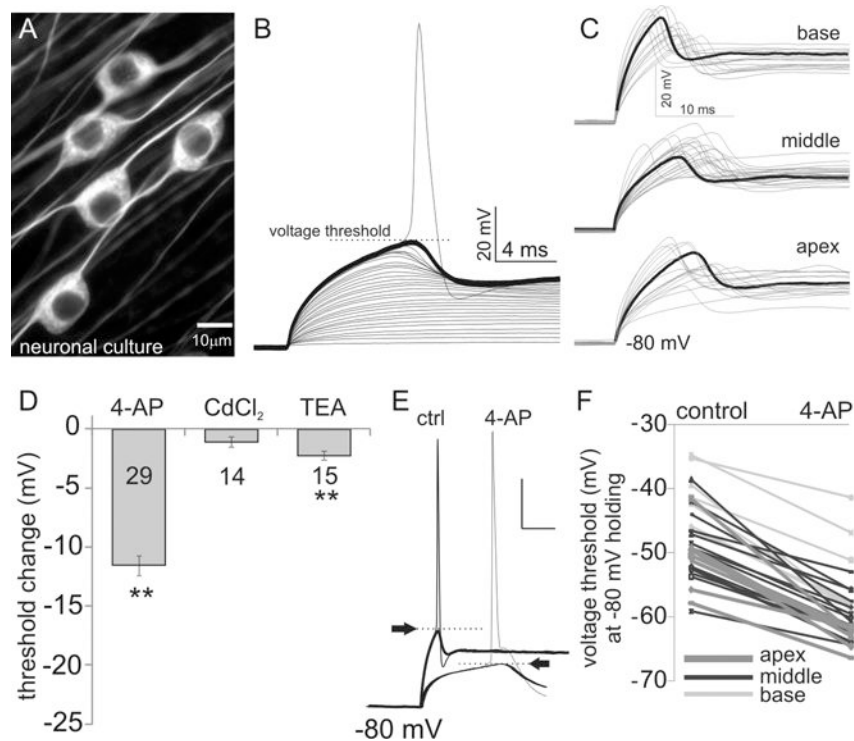 A
neuronal culture
10μm
B
voltage threshold
20 mV
4 ms
C
base
20 mV
10 ms
middle
apex
-80 mV
D
4-AP CdCl₂ TEA
threshold change (mV)
0
-5
-10
-15
-20
-25
29 14 15
**
**
E
ctrl 4-AP
-80 mV
F
control 4-AP
voltage threshold (mV)
at -80 mV holding
-30
-40
-50
-60
-70
apex
middle
base